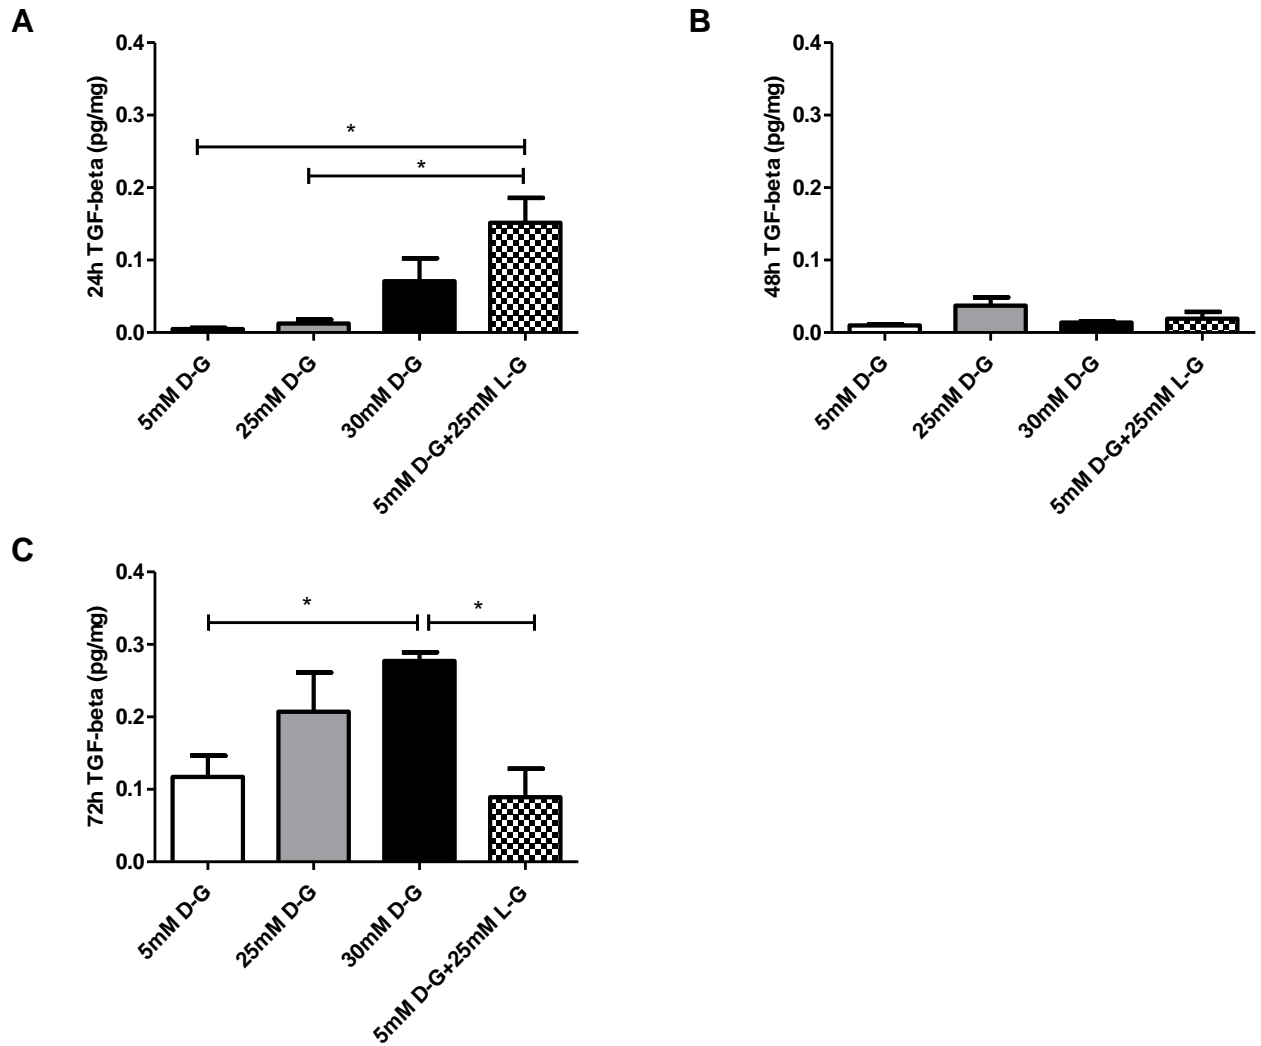 A
24h TGF-beta (pg/mg)
0.4
0.3
0.2
0.1
0.0
*
*
5mM D-G
25mM D-G
30mM D-G
5mM D-G+25mM L-G
B
48h TGF-beta (pg/mg)
0.4
0.3
0.2
0.1
0.0
5mM D-G
25mM D-G
30mM D-G
5mM D-G+25mM L-G
C
72h TGF-beta (pg/mg)
0.4
0.3
0.2
0.1
0.0
*
*
5mM D-G
25mM D-G
30mM D-G
5mM D-G+25mM L-G